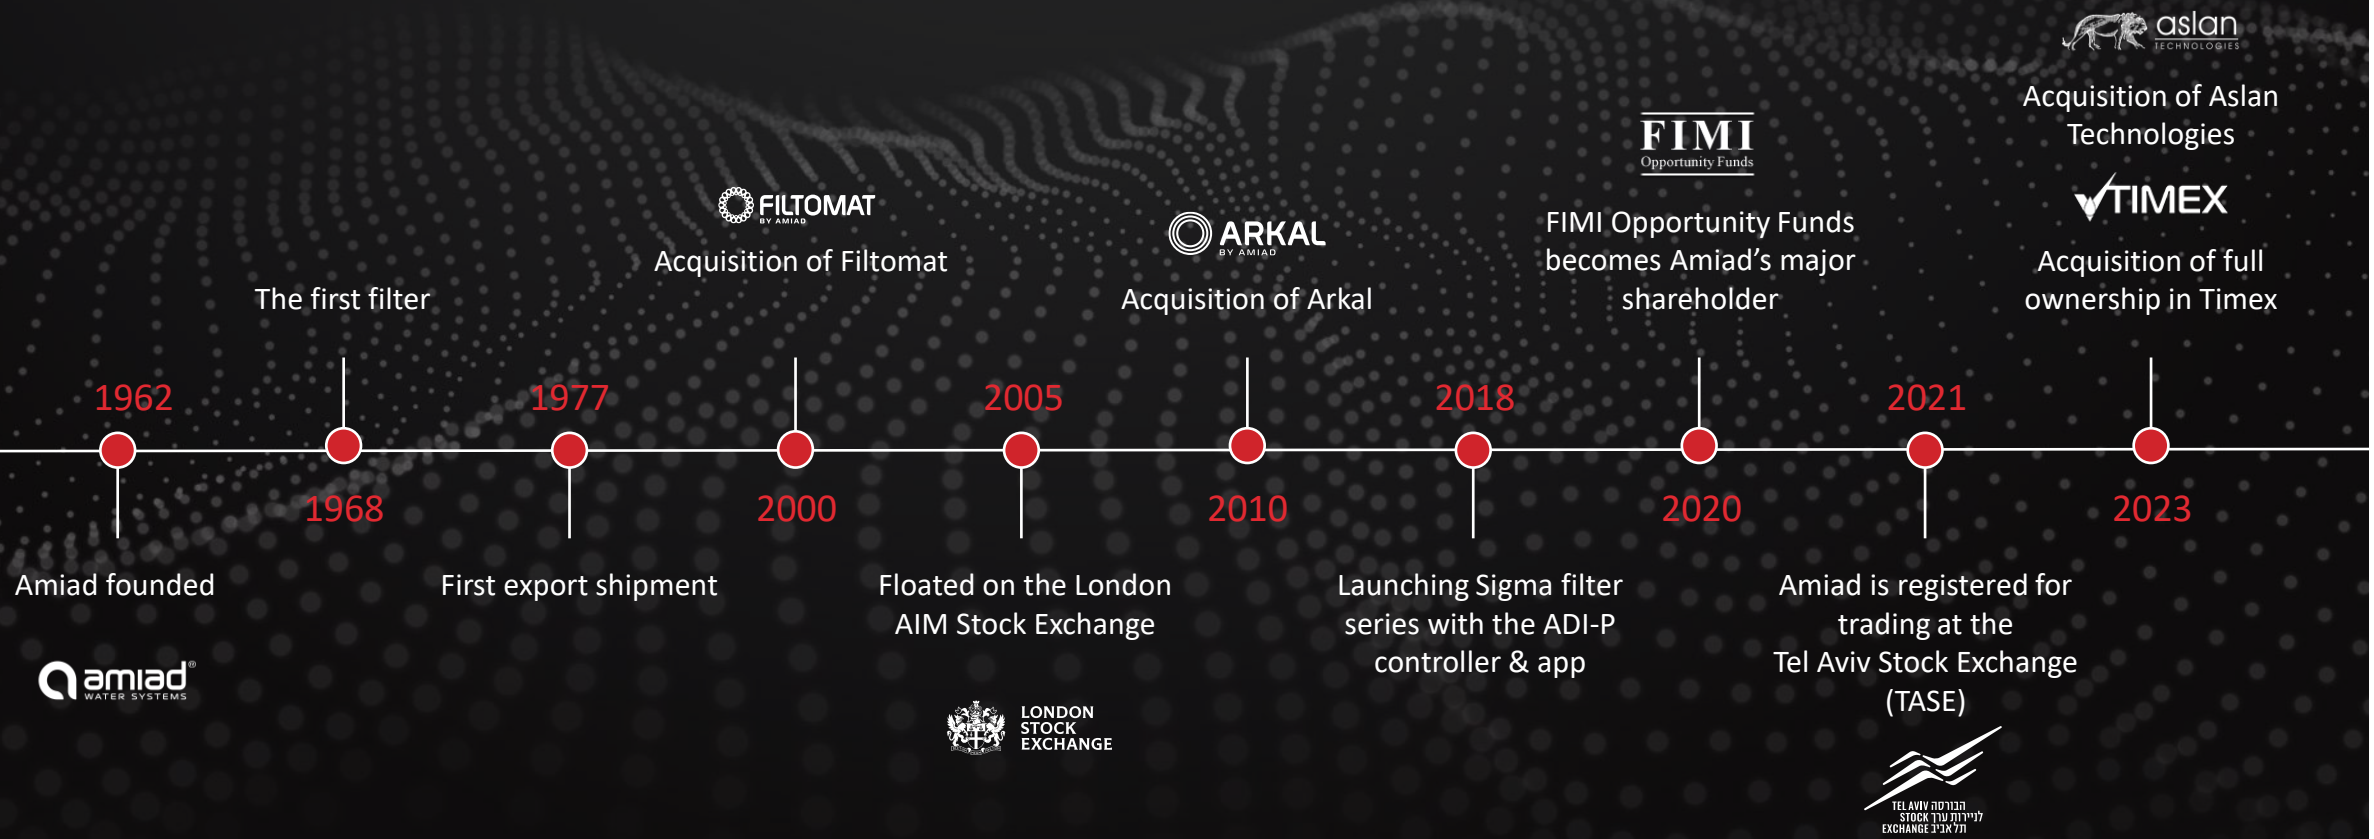 1962
Amiad founded
amiad®
WATER SYSTEMS
The first filter
1968
1977
First export shipment
FILTOMAT
BY AMIAD
Acquisition of Filtomat
2000
2005
Floated on the London
AIM Stock Exchange
LONDON
STOCK
EXCHANGE
ARKAL
BY AMIAD
Acquisition of Arkal
2010
2018
Launching Sigma filter
series with the ADI-P
controller & app
FIMI
Opportunity Funds
FIMI Opportunity Funds
becomes Amiad’s major
shareholder
2020
2021
Amiad is registered for
trading at the
Tel Aviv Stock Exchange
(TASE)
TEL AVIV הבורסה
STOCK לניירות ערך
EXCHANGE תל אביב
aslan
TECHNOLOGIES
Acquisition of Aslan
Technologies
TIMEX
Acquisition of full
ownership in Timex
2023